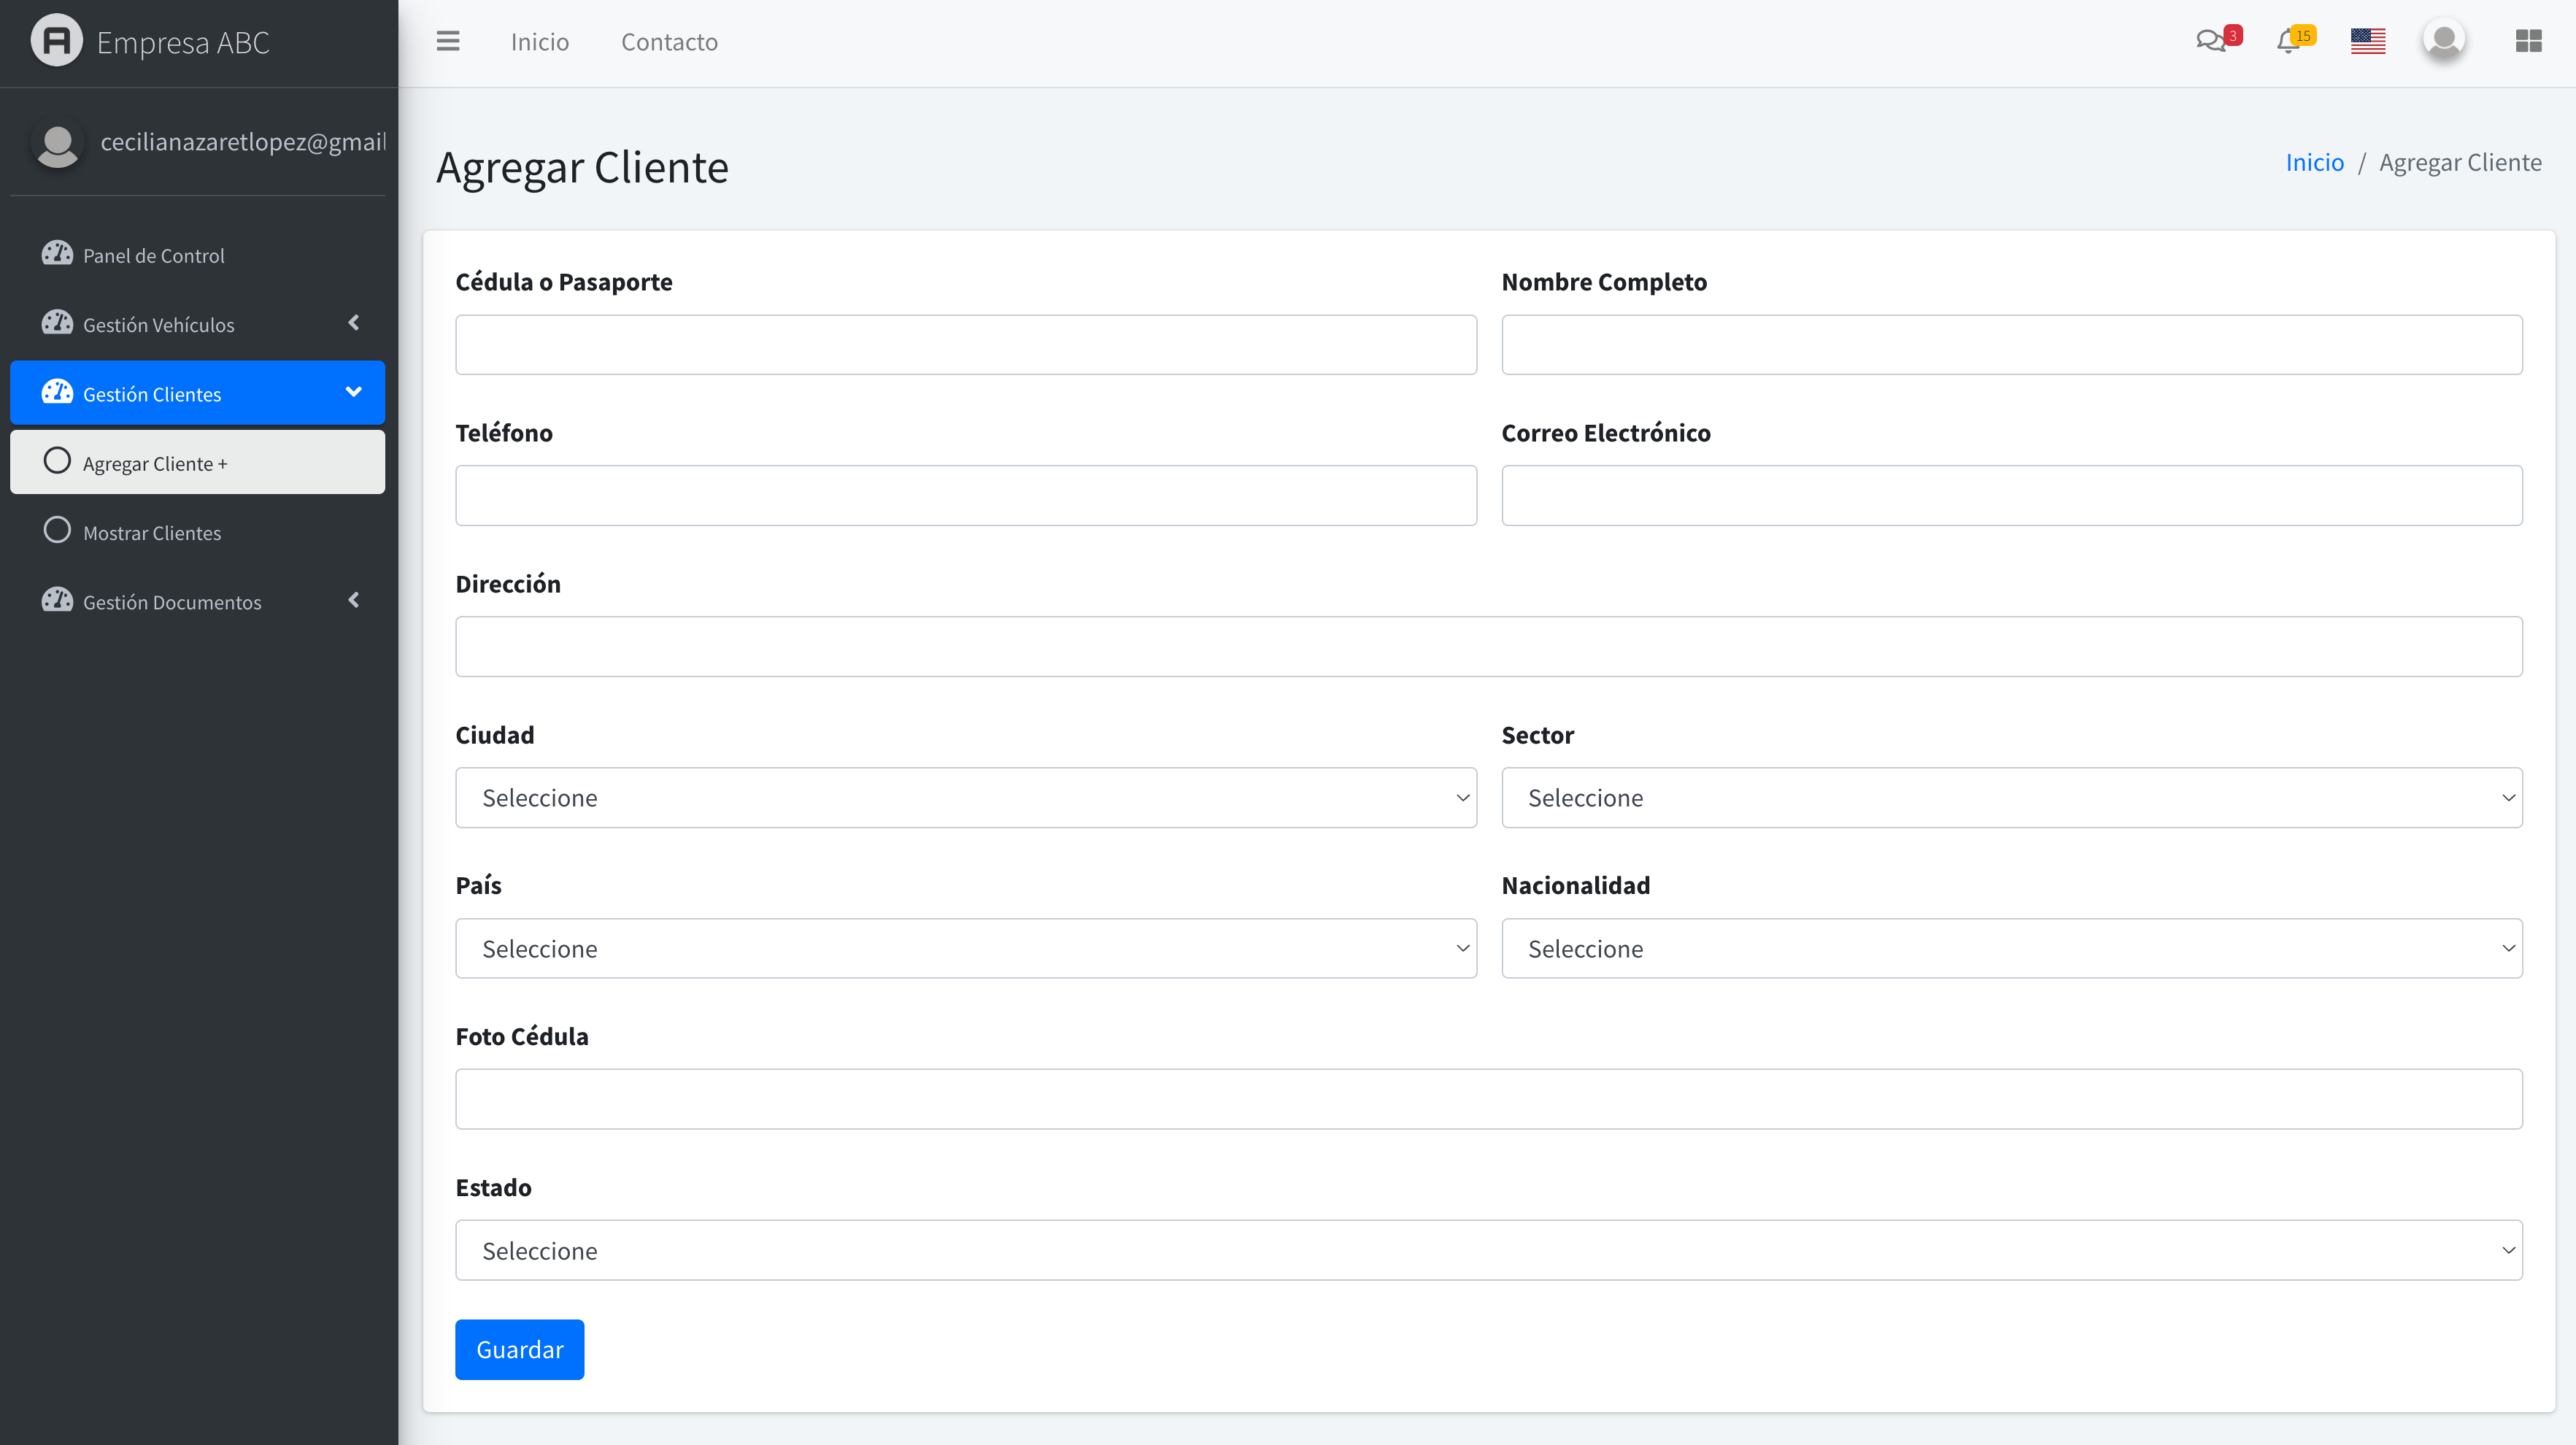 Empresa ABC
Inicio
Contacto
3
15
cecilianazaretlopez@gmail
Agregar Cliente
Inicio / Agregar Cliente
Panel de Control
Gestión Vehículos
Gestión Clientes
Agregar Cliente +
Mostrar Clientes
Gestión Documentos
Cédula o Pasaporte
Nombre Completo
Teléfono
Correo Electrónico
Dirección
Ciudad
Sector
Seleccione
Seleccione
País
Nacionalidad
Seleccione
Seleccione
Foto Cédula
Estado
Seleccione
Guardar